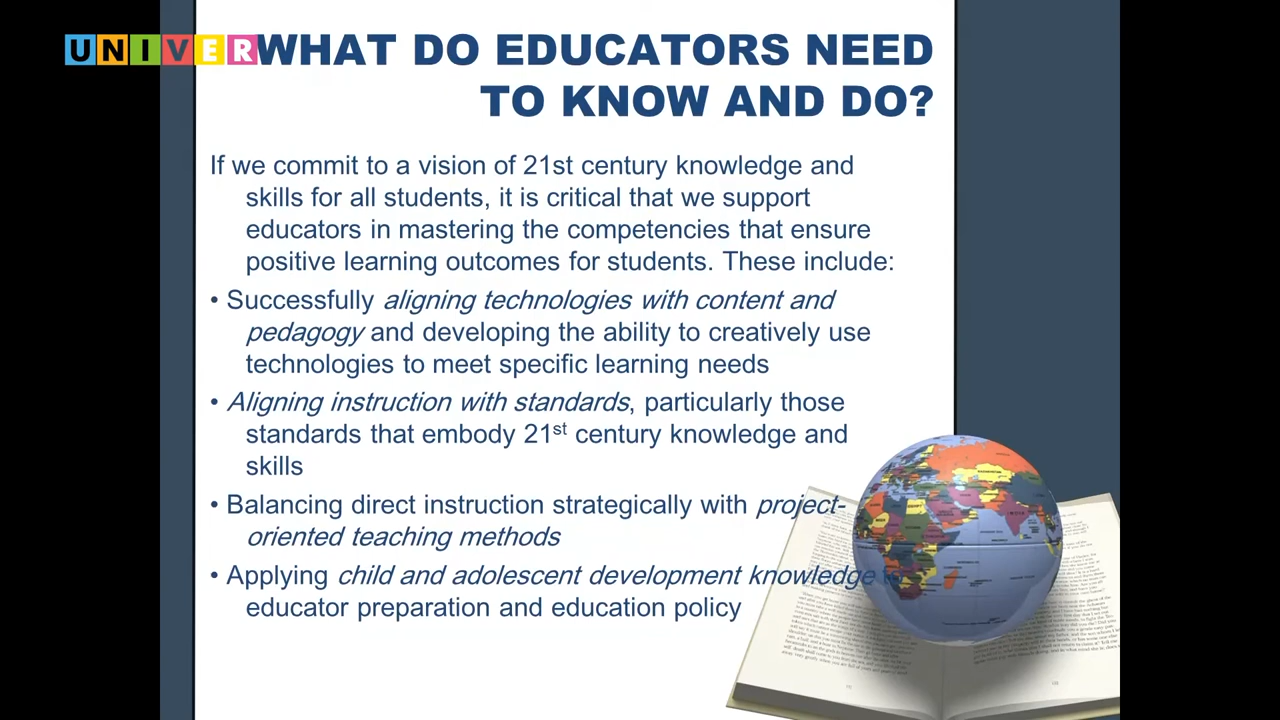 UNIVER
WHAT DO EDUCATORS NEED
TO KNOW AND DO?
If we commit to a vision of 21st century knowledge and
skills for all students, it is critical that we support
educators in mastering the competencies that ensure
positive learning outcomes for students. These include:
• Successfully aligning technologies with content and
pedagogy and developing the ability to creatively use
technologies to meet specific learning needs
• Aligning instruction with standards, particularly those
standards that embody 21st century knowledge and
skills
• Balancing direct instruction strategically with project-
oriented teaching methods
• Applying child and adolescent development knowledge
educator preparation and education policy
INDIA